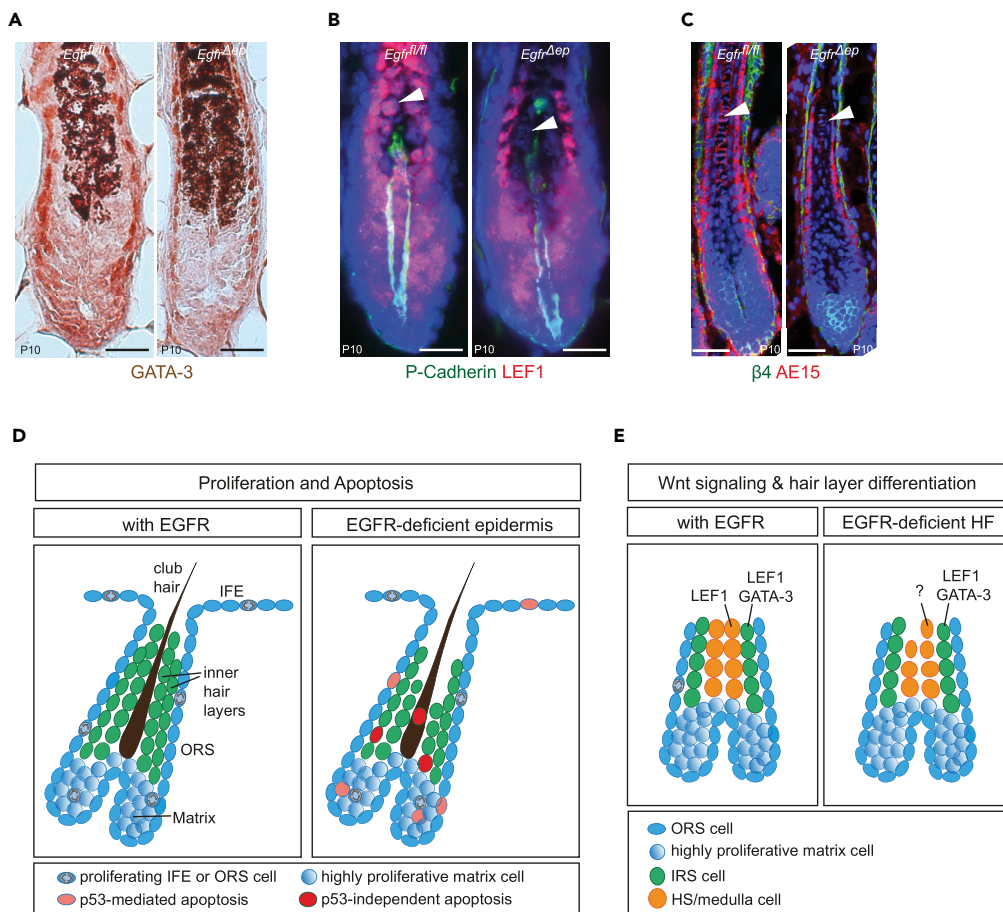 A
B
C
Egfr^fl/fl
Egfr^Δep
Egfr^fl/fl
Egfr^Δep
Egfr^fl/fl
Egfr^Δep
P10
P10
P10
P10
P10
P10
GATA-3
P-Cadherin LEF1
β4 AE15
D
E
Proliferation and Apoptosis
with EGFR
EGFR-deficient epidermis
club
hair
IFE
inner
hair
layers
ORS
Matrix
proliferating IFE or ORS cell
highly proliferative matrix cell
p53-mediated apoptosis
p53-independent apoptosis
Wnt signaling & hair layer differentiation
with EGFR
EGFR-deficient HF
LEF1
LEF1
GATA-3
?
LEF1
GATA-3
ORS cell
highly proliferative matrix cell
IRS cell
HS/medulla cell